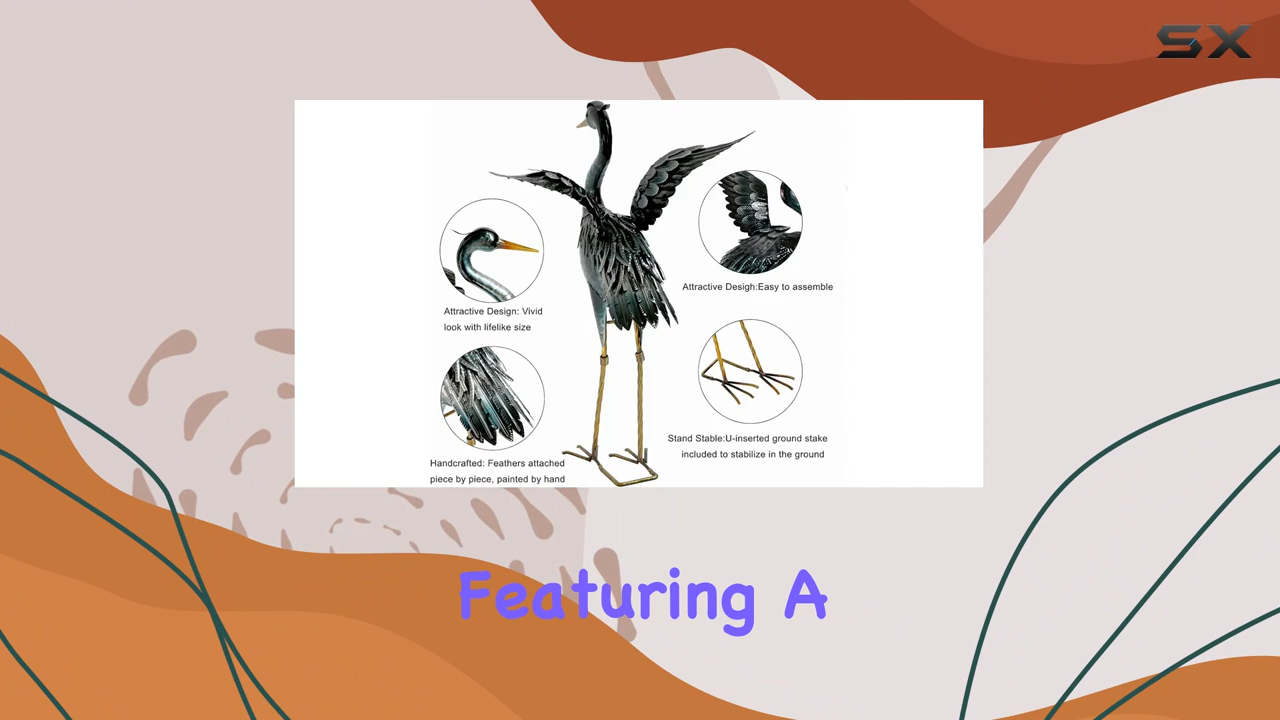 SX
Attractive Design: Vivid
look with lifelike size
Attractive Desigh:Easy to assemble
Handcrafted: Feathers attached
piece by piece, painted by hand
Stand Stable:U-inserted ground stake
included to stabilize in the ground
Featuring A